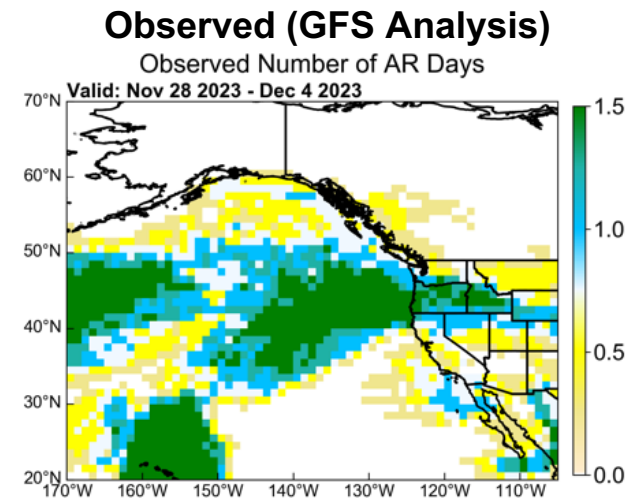 Observed (GFS Analysis)
Observed Number of AR Days
Valid: Nov 28 2023 - Dec 4 2023
70°N
60°N
50°N
40°N
30°N
20°N
170°W 160°W 150°W 140°W 130°W 120°W 110°W
1.5
1.0
0.5
0.0